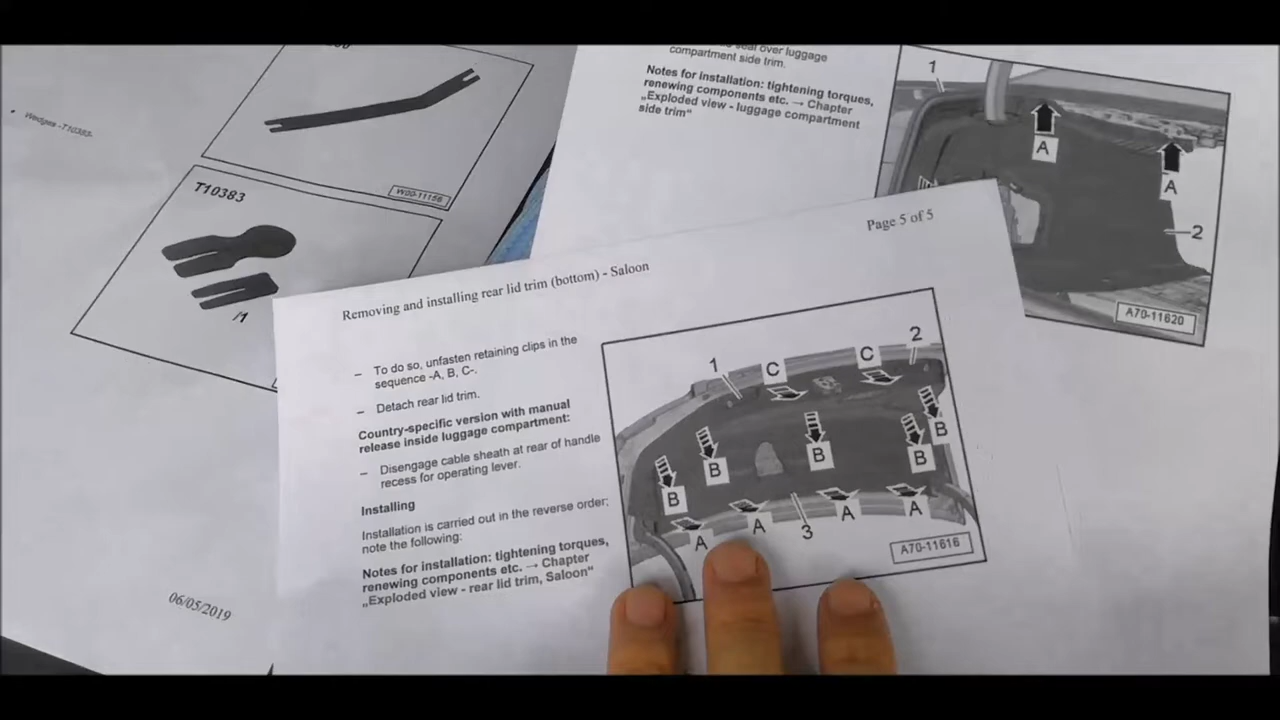 Wedges -T10383-
W00-11156
T10383
/1
06/05/2019
seal over luggage
compartment side trim.
Notes for installation: tightening torques,
renewing components etc. → Chapter
„Exploded view - luggage compartment
side trim“
1
A
A
2
A70-11620
Page 5 of 5
Removing and installing rear lid trim (bottom) - Saloon
– To do so, unfasten retaining clips in the
sequence -A, B, C-.
– Detach rear lid trim.
Country-specific version with manual
release inside luggage compartment:
– Disengage cable sheath at rear of handle
recess for operating lever.
Installing
Installation is carried out in the reverse order;
note the following:
Notes for installation: tightening torques,
renewing components etc. → Chapter
„Exploded view - rear lid trim, Saloon“
1
C
C
2
B
B
B
B
B
A
A
3
A
A
A70-11616